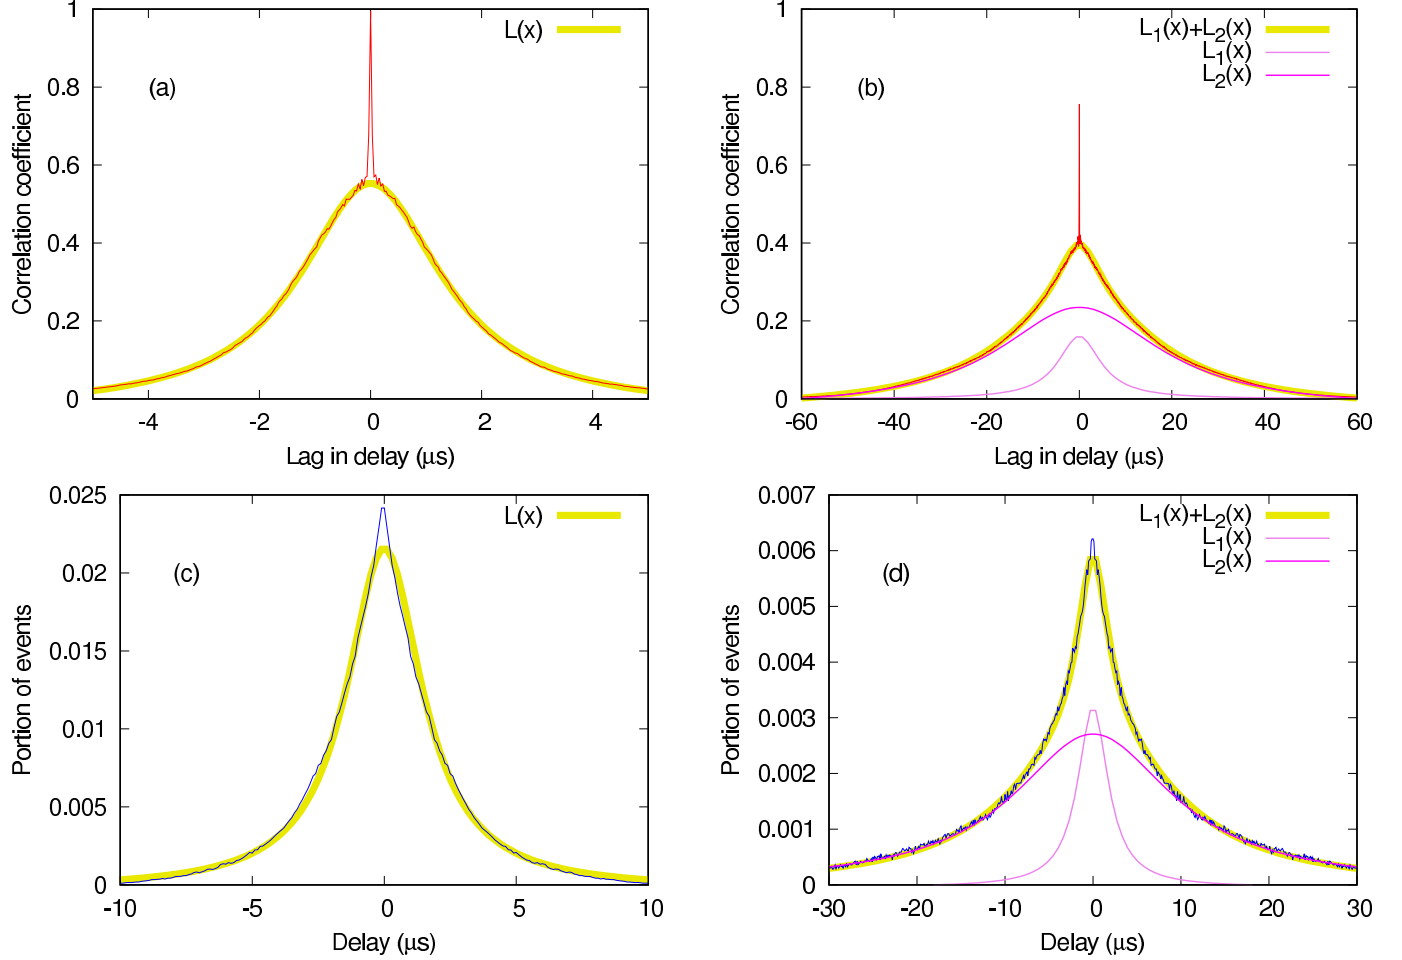 1
0.8
0.6
0.4
0.2
0
Correlation coefficient
(a)
L(x)
-4
-2
0
2
4
Lag in delay (μs)
1
0.8
0.6
0.4
0.2
0
Correlation coefficient
(b)
L₁(x)+L₂(x)
L₁(x)
L₂(x)
-60
-40
-20
0
20
40
60
Lag in delay (μs)
0.025
0.02
0.015
0.01
0.005
0
Portion of events
(c)
L(x)
-10
-5
0
5
10
Delay (μs)
0.007
0.006
0.005
0.004
0.003
0.002
0.001
0
Portion of events
(d)
L₁(x)+L₂(x)
L₁(x)
L₂(x)
-30
-20
-10
0
10
20
30
Delay (μs)